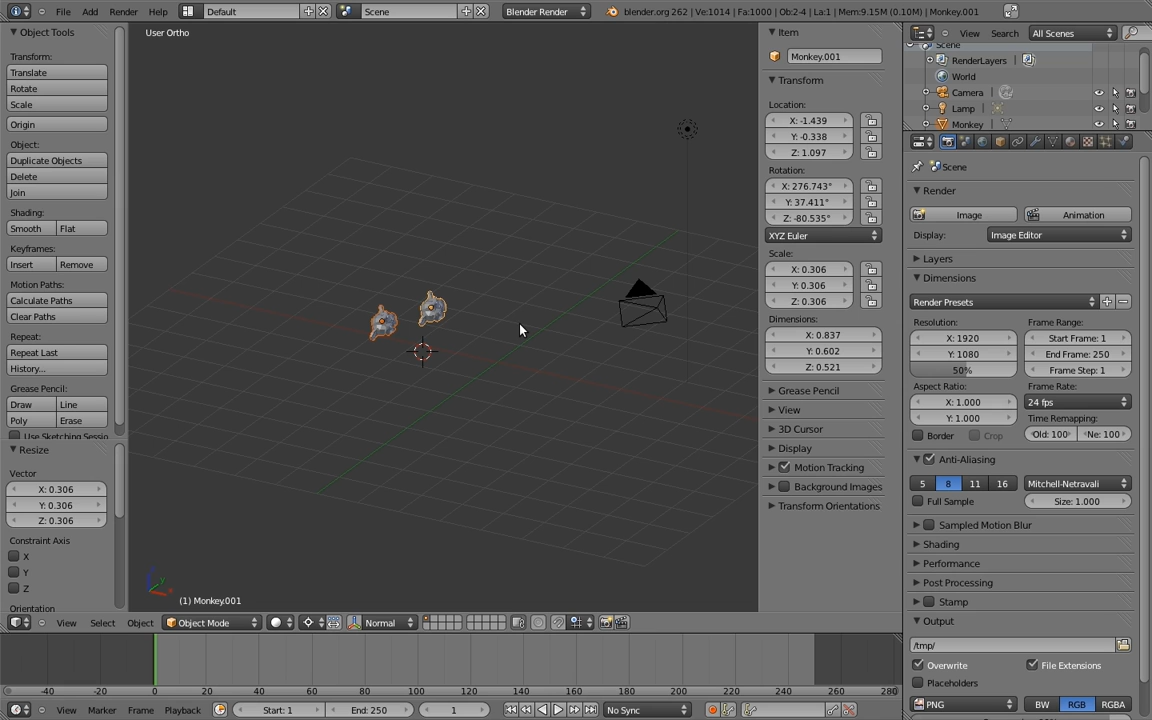 File Add Render Help Default Scene Blender Render blender.org 262 | Ve:1014 | Fa:1000 | Ob:2-4 | La:1 | Mem:9.15M (0.10M) | Monkey.001
Object Tools
Transform:
Translate
Rotate
Scale
Origin
Object:
Duplicate Objects
Delete
Join
Shading:
Smooth Flat
Keyframes:
Insert Remove
Motion Paths:
Calculate Paths
Clear Paths
Repeat:
Repeat Last
History...
Grease Pencil:
Draw Line
Poly Erase
Use Sketching Sessio
Resize
Vector
X: 0.306
Y: 0.306
Z: 0.306
Constraint Axis
X
Y
Z
Orientation
User Ortho
(1) Monkey.001
Item
Monkey.001
Transform
Location:
X: -1.439
Y: -0.338
Z: 1.097
Rotation:
X: 276.743°
Y: 37.411°
Z: -80.535°
XYZ Euler
Scale:
X: 0.306
Y: 0.306
Z: 0.306
Dimensions:
X: 0.837
Y: 0.602
Z: 0.521
Grease Pencil
View
3D Cursor
Display
Motion Tracking
Background Images
Transform Orientations
View Search All Scenes
Scene
RenderLayers |
World
Camera |
Lamp |
Monkey |
Scene
Render
Image Animation
Display: Image Editor
Layers
Dimensions
Render Presets
Resolution: Frame Range:
X: 1920 Start Frame: 1
Y: 1080 End Frame: 250
50% Frame Step: 1
Aspect Ratio: Frame Rate:
X: 1.000 24 fps
Y: 1.000 Time Remapping:
Border Crop Old: 100 Ne: 100
Anti-Aliasing
5 8 11 16 Mitchell-Netravali
Full Sample Size: 1.000
Sampled Motion Blur
Shading
Performance
Post Processing
Stamp
Output
/tmp/
Overwrite File Extensions
Placeholders
PNG BW RGB RGBA
View Select Object Object Mode Normal
-40 -20 0 20 40 60 80 100 120 140 160 180 200 220 240 260 280
View Marker Frame Playback Start: 1 End: 250 1 No Sync